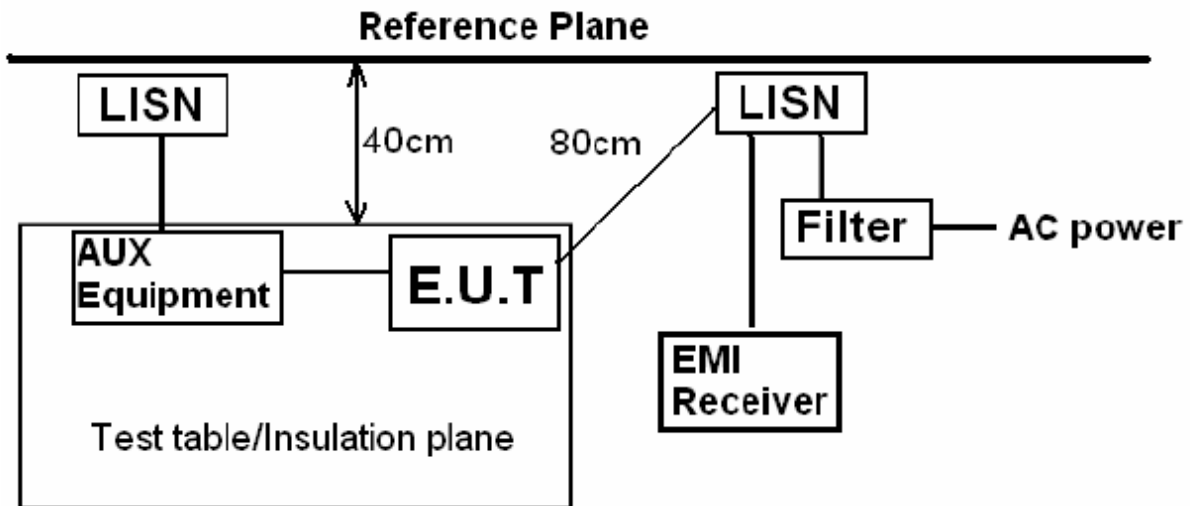 Reference Plane
LISN
LISN
40cm
80cm
Filter
AC power
AUX
Equipment
E.U.T
EMI
Receiver
Test table/Insulation plane